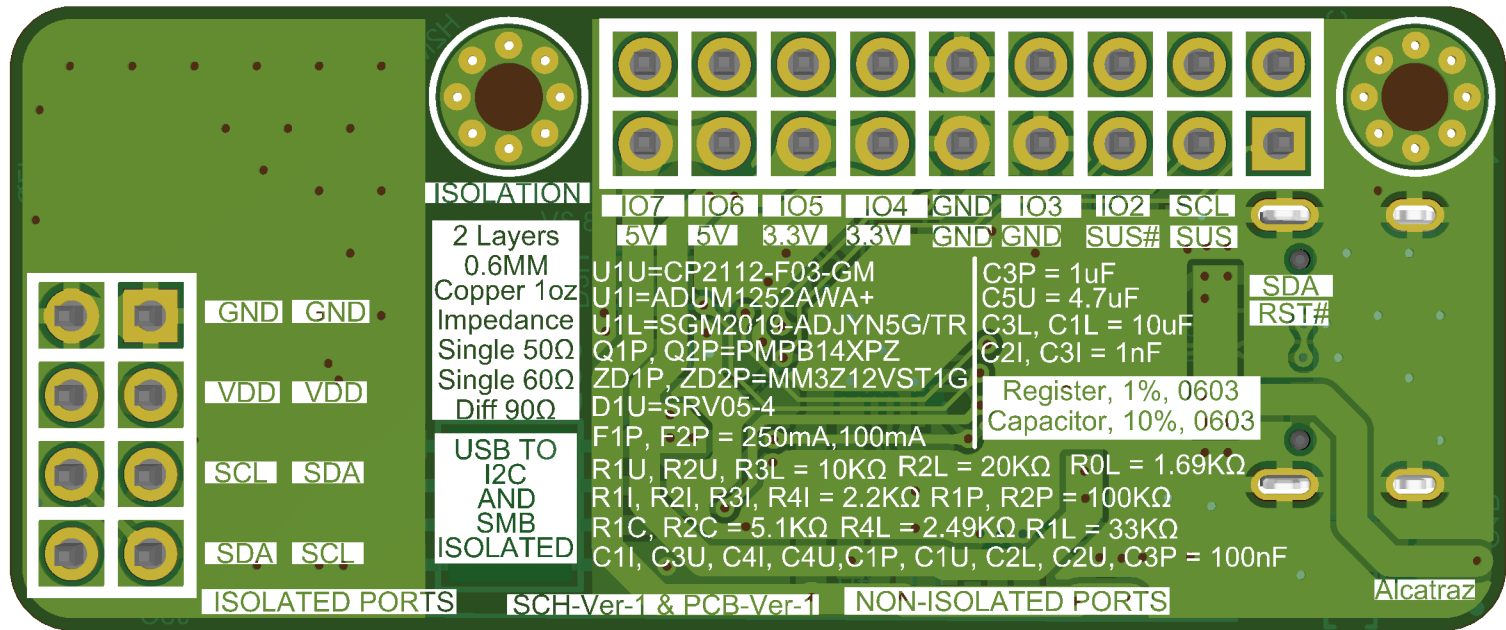 ISOLATION
IO7 IO6 IO5 IO4 GND IO3 IO2 SCL
5V 5V 3.3V 3.3V GND GND SUS# SUS
SDA
RST#
2 Layers
0.6MM
Copper 1oz
Impedance
Single 50Ω
Single 60Ω
Diff 90Ω
USB TO
I2C
AND
SMB
ISOLATED
U1U=CP2112-F03-GM
U1I=ADUM1252AWA+
U1L=SGM2019-ADJYN5G/TR
Q1P, Q2P=PMPB14XPZ
ZD1P, ZD2P=MM3Z12VST1G
D1U=SRV05-4
F1P, F2P = 250mA,100mA
C3P = 1uF
C5U = 4.7uF
C3L, C1L = 10uF
C2I, C3I = 1nF
Register, 1%, 0603
Capacitor, 10%, 0603
R1U, R2U, R3L = 10KΩ R2L = 20KΩ R0L = 1.69KΩ
R1I, R2I, R3I, R4I = 2.2KΩ R1P, R2P = 100KΩ
R1C, R2C = 5.1KΩ R4L = 2.49KΩ R1L = 33KΩ
C1I, C3U, C4I, C4U,C1P, C1U, C2L, C2U, C3P = 100nF
GND GND
VDD VDD
SCL SDA
SDA SCL
ISOLATED PORTS
SCH-Ver-1 & PCB-Ver-1
NON-ISOLATED PORTS
Alcatraz